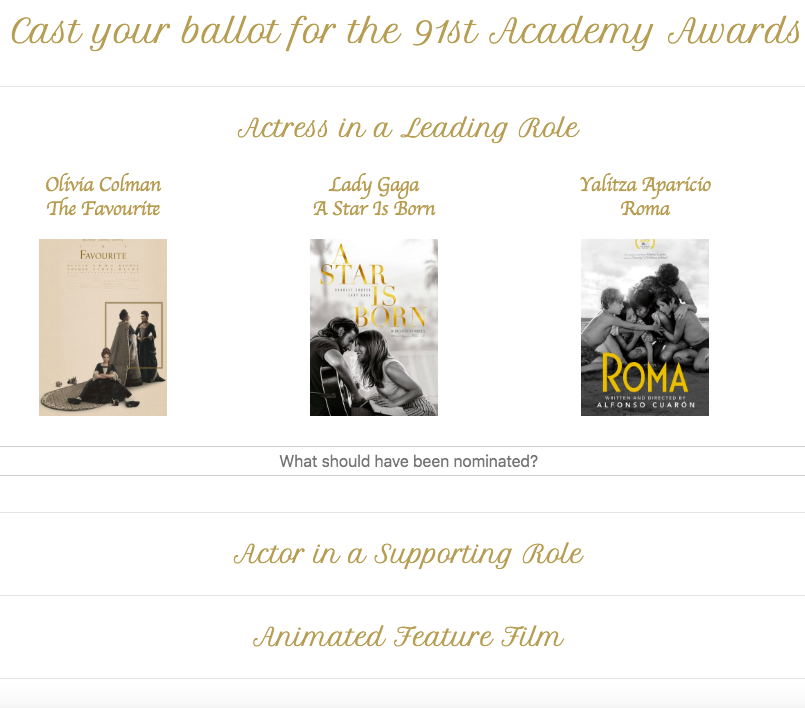 Cast your ballot for the 91st Academy Awards
Actress in a Leading Role
Olivia Colman
The Favourite
Lady Gaga
A Star Is Born
Yalitza Aparicio
Roma
FAVOURITE
A
STAR
IS
BORN
ROMA
WRITTEN AND DIRECTED BY
ALFONSO CUARÓN
What should have been nominated?
Actor in a Supporting Role
Animated Feature Film